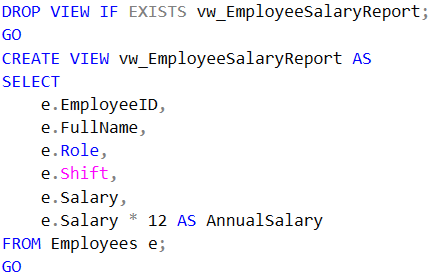 DROP VIEW IF EXISTS vw_EmployeeSalaryReport;
GO
CREATE VIEW vw_EmployeeSalaryReport AS
SELECT
    e.EmployeeID,
    e.FullName,
    e.Role,
    e.Shift,
    e.Salary,
    e.Salary * 12 AS AnnualSalary
FROM Employees e;
GO